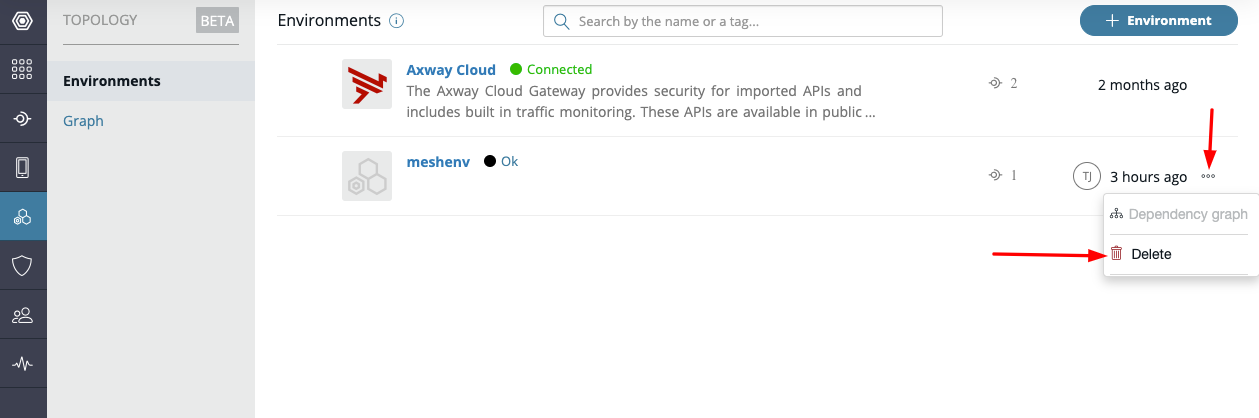 TOPOLOGY BETA
Environments
Graph
Environments i
Search by the name or a tag...
+ Environment
Axway Cloud Connected
The Axway Cloud Gateway provides security for imported APIs and
includes built in traffic monitoring. These APIs are available in public ...
2
2 months ago
meshenv Ok
1
TJ 3 hours ago
Dependency graph
Delete